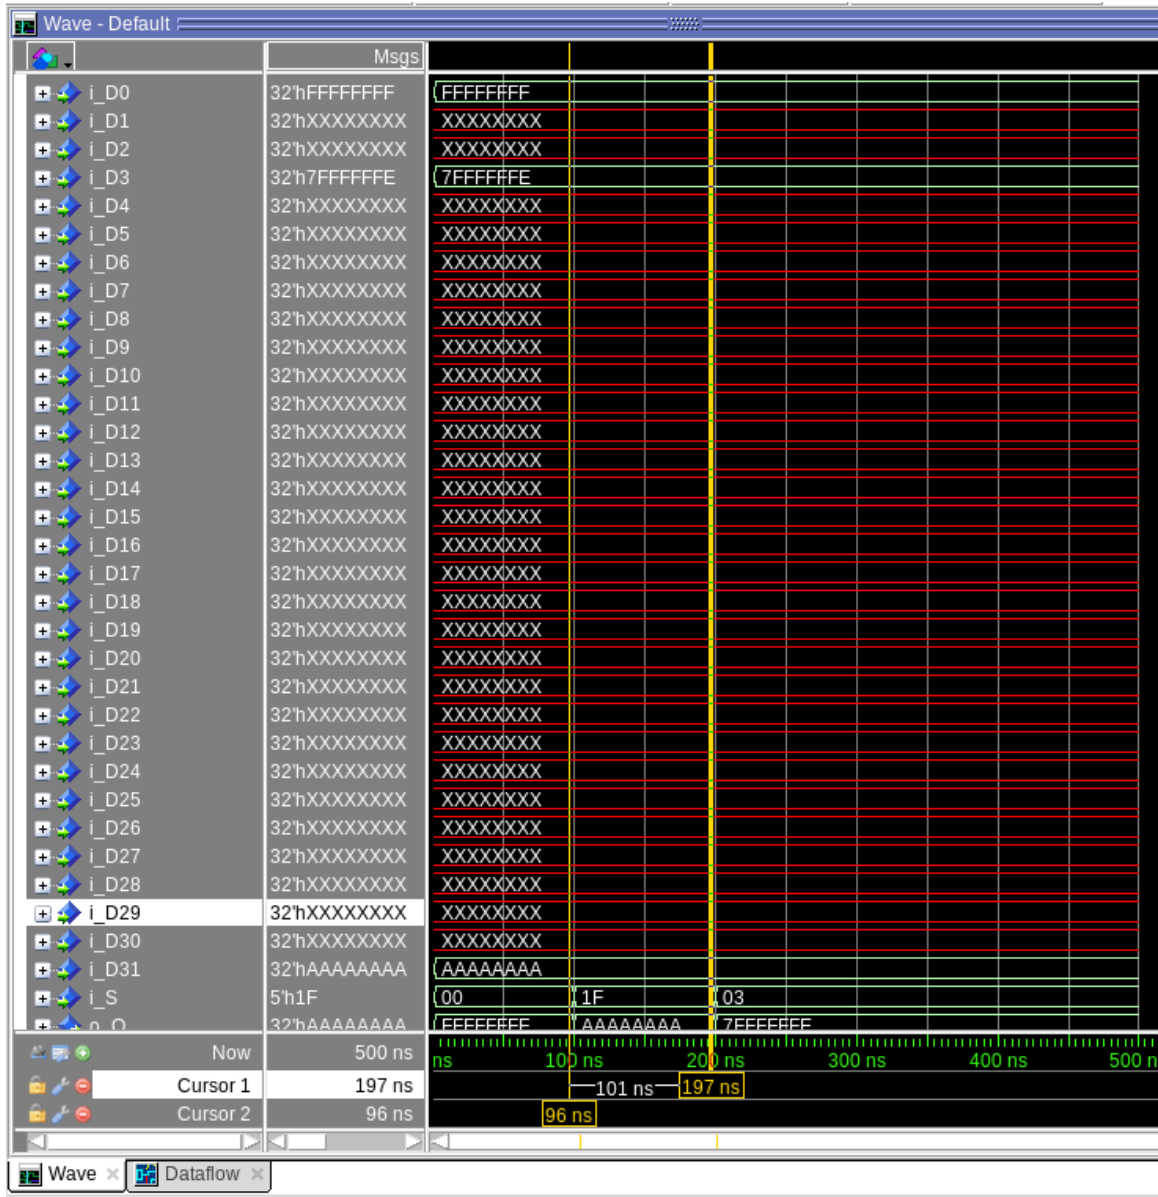 Wave - Default
Msgs
i_D0 32'hFFFFFFFF FFFFFFFF
i_D1 32'hXXXXXXXX XXXXXXXX
i_D2 32'hXXXXXXXX XXXXXXXX
i_D3 32'h7FFFFFFE 7FFFFFFE
i_D4 32'hXXXXXXXX XXXXXXXX
i_D5 32'hXXXXXXXX XXXXXXXX
i_D6 32'hXXXXXXXX XXXXXXXX
i_D7 32'hXXXXXXXX XXXXXXXX
i_D8 32'hXXXXXXXX XXXXXXXX
i_D9 32'hXXXXXXXX XXXXXXXX
i_D10 32'hXXXXXXXX XXXXXXXX
i_D11 32'hXXXXXXXX XXXXXXXX
i_D12 32'hXXXXXXXX XXXXXXXX
i_D13 32'hXXXXXXXX XXXXXXXX
i_D14 32'hXXXXXXXX XXXXXXXX
i_D15 32'hXXXXXXXX XXXXXXXX
i_D16 32'hXXXXXXXX XXXXXXXX
i_D17 32'hXXXXXXXX XXXXXXXX
i_D18 32'hXXXXXXXX XXXXXXXX
i_D19 32'hXXXXXXXX XXXXXXXX
i_D20 32'hXXXXXXXX XXXXXXXX
i_D21 32'hXXXXXXXX XXXXXXXX
i_D22 32'hXXXXXXXX XXXXXXXX
i_D23 32'hXXXXXXXX XXXXXXXX
i_D24 32'hXXXXXXXX XXXXXXXX
i_D25 32'hXXXXXXXX XXXXXXXX
i_D26 32'hXXXXXXXX XXXXXXXX
i_D27 32'hXXXXXXXX XXXXXXXX
i_D28 32'hXXXXXXXX XXXXXXXX
i_D29 32'hXXXXXXXX XXXXXXXX
i_D30 32'hXXXXXXXX XXXXXXXX
i_D31 32'hAAAAAAAA AAAAAAAA
i_S 5'h1F 00 1F 03
32'hAAAAAAAA FFFFFFFF AAAAAAAA
Now 500 ns ns 100 ns 200 ns 300 ns 400 ns 500 n
Cursor 1 197 ns 101 ns 197 ns
Cursor 2 96 ns 96 ns
Wave Dataflow